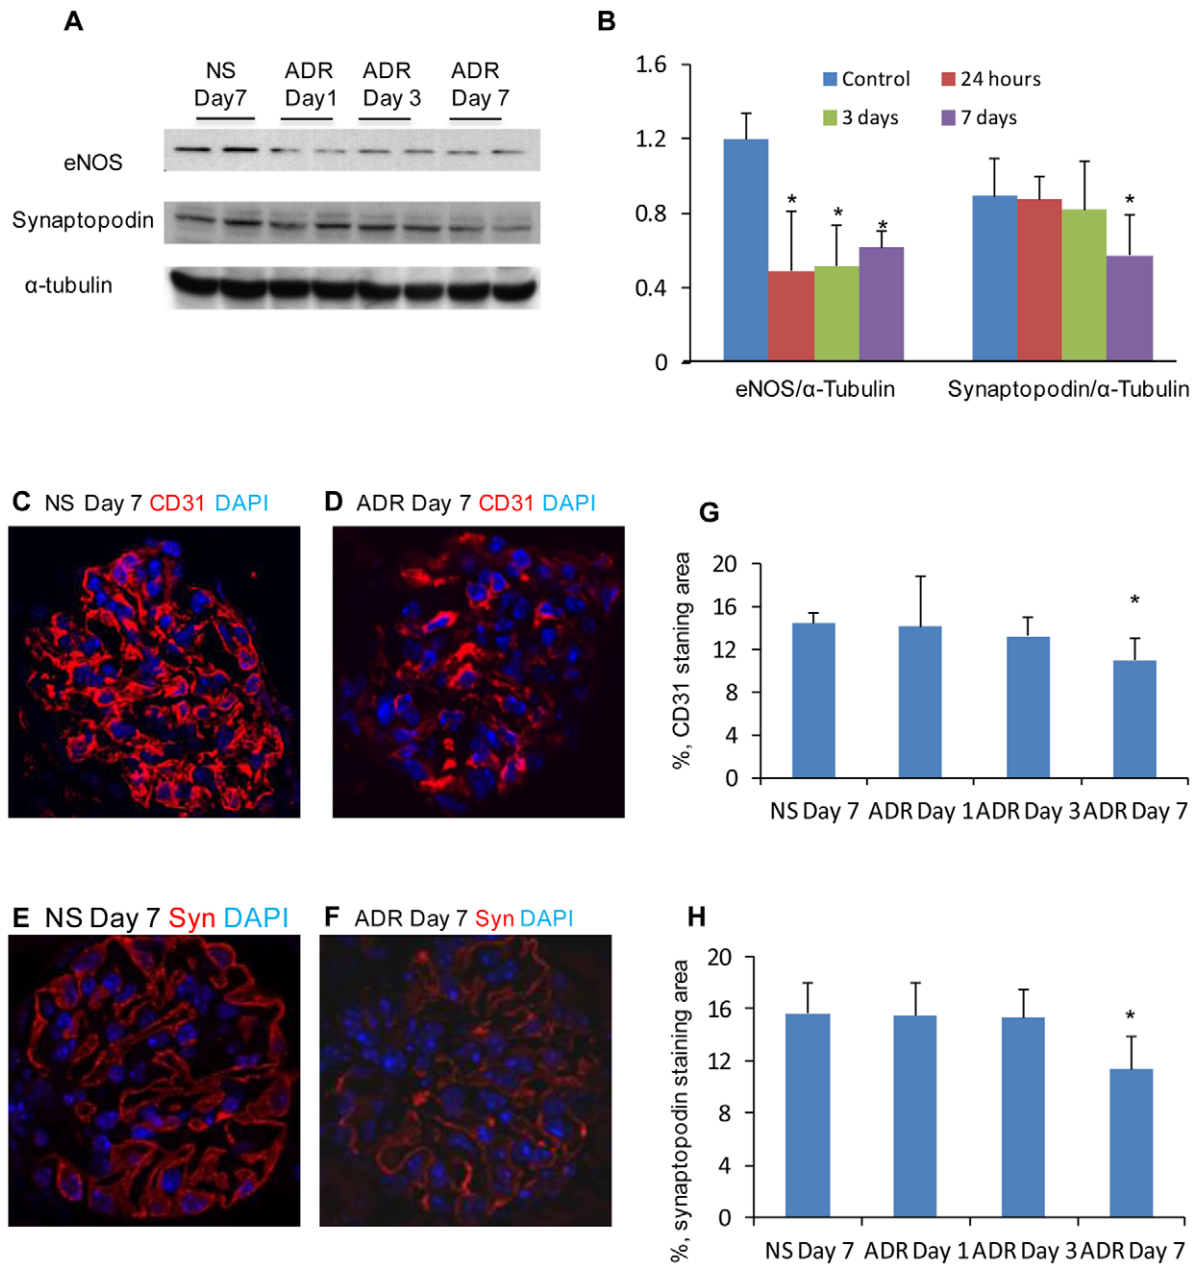 A
NS ADR ADR ADR
Day7 Day1 Day 3 Day 7
eNOS
Synaptopodin
α-tubulin
B
1.6
1.2
0.8
0.4
0
Control 24 hours
3 days 7 days
* * * *
eNOS/α-Tubulin Synaptopodin/α-Tubulin
C NS Day 7 CD31 DAPI
D ADR Day 7 CD31 DAPI
G
%, CD31 staning area
20
16
12
8
4
0
*
NS Day 7 ADR Day 1 ADR Day 3 ADR Day 7
E NS Day 7 Syn DAPI
F ADR Day 7 Syn DAPI
H
%, synaptopodin staining area
20
16
12
8
4
0
*
NS Day 7 ADR Day 1 ADR Day 3 ADR Day 7